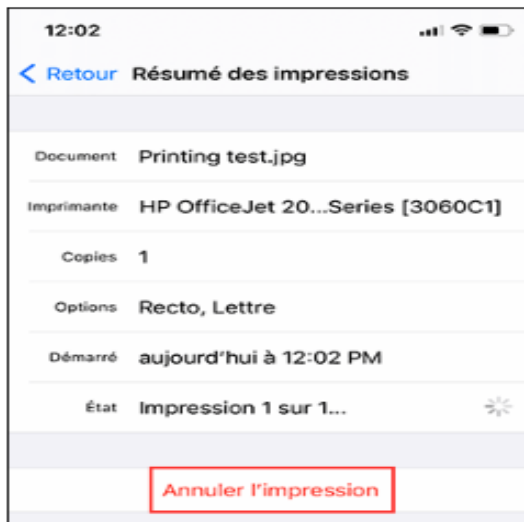 12:02
Retour Résumé des impressions
Document Printing test.jpg
Imprimante HP OfficeJet 20...Series [3060C1]
Copies 1
Options Recto, Lettre
Démarré aujourd'hui à 12:02 PM
État Impression 1 sur 1...
Annuler l'impression